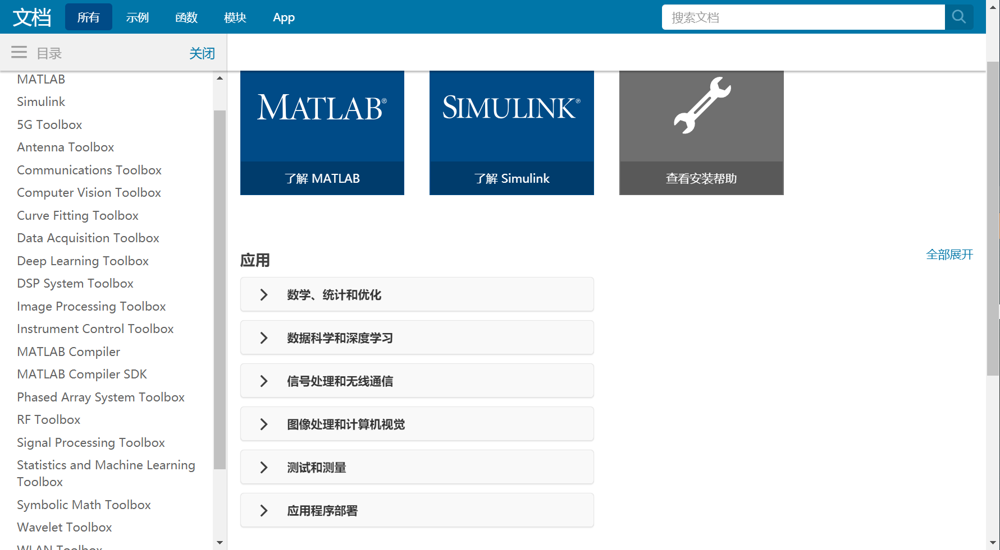 文档
所有
示例
函数
模块
App
搜索文档
目录
关闭
MATLAB
Simulink
5G Toolbox
Antenna Toolbox
Communications Toolbox
Computer Vision Toolbox
Curve Fitting Toolbox
Data Acquisition Toolbox
Deep Learning Toolbox
DSP System Toolbox
Image Processing Toolbox
Instrument Control Toolbox
MATLAB Compiler
MATLAB Compiler SDK
Phased Array System Toolbox
RF Toolbox
Signal Processing Toolbox
Statistics and Machine Learning
Toolbox
Symbolic Math Toolbox
Wavelet Toolbox
WLAN Toolbox
MATLAB®
了解 MATLAB
SIMULINK®
了解 Simulink
查看安装帮助
应用
全部展开
数学、统计和优化
数据科学和深度学习
信号处理和无线通信
图像处理和计算机视觉
测试和测量
应用程序部署